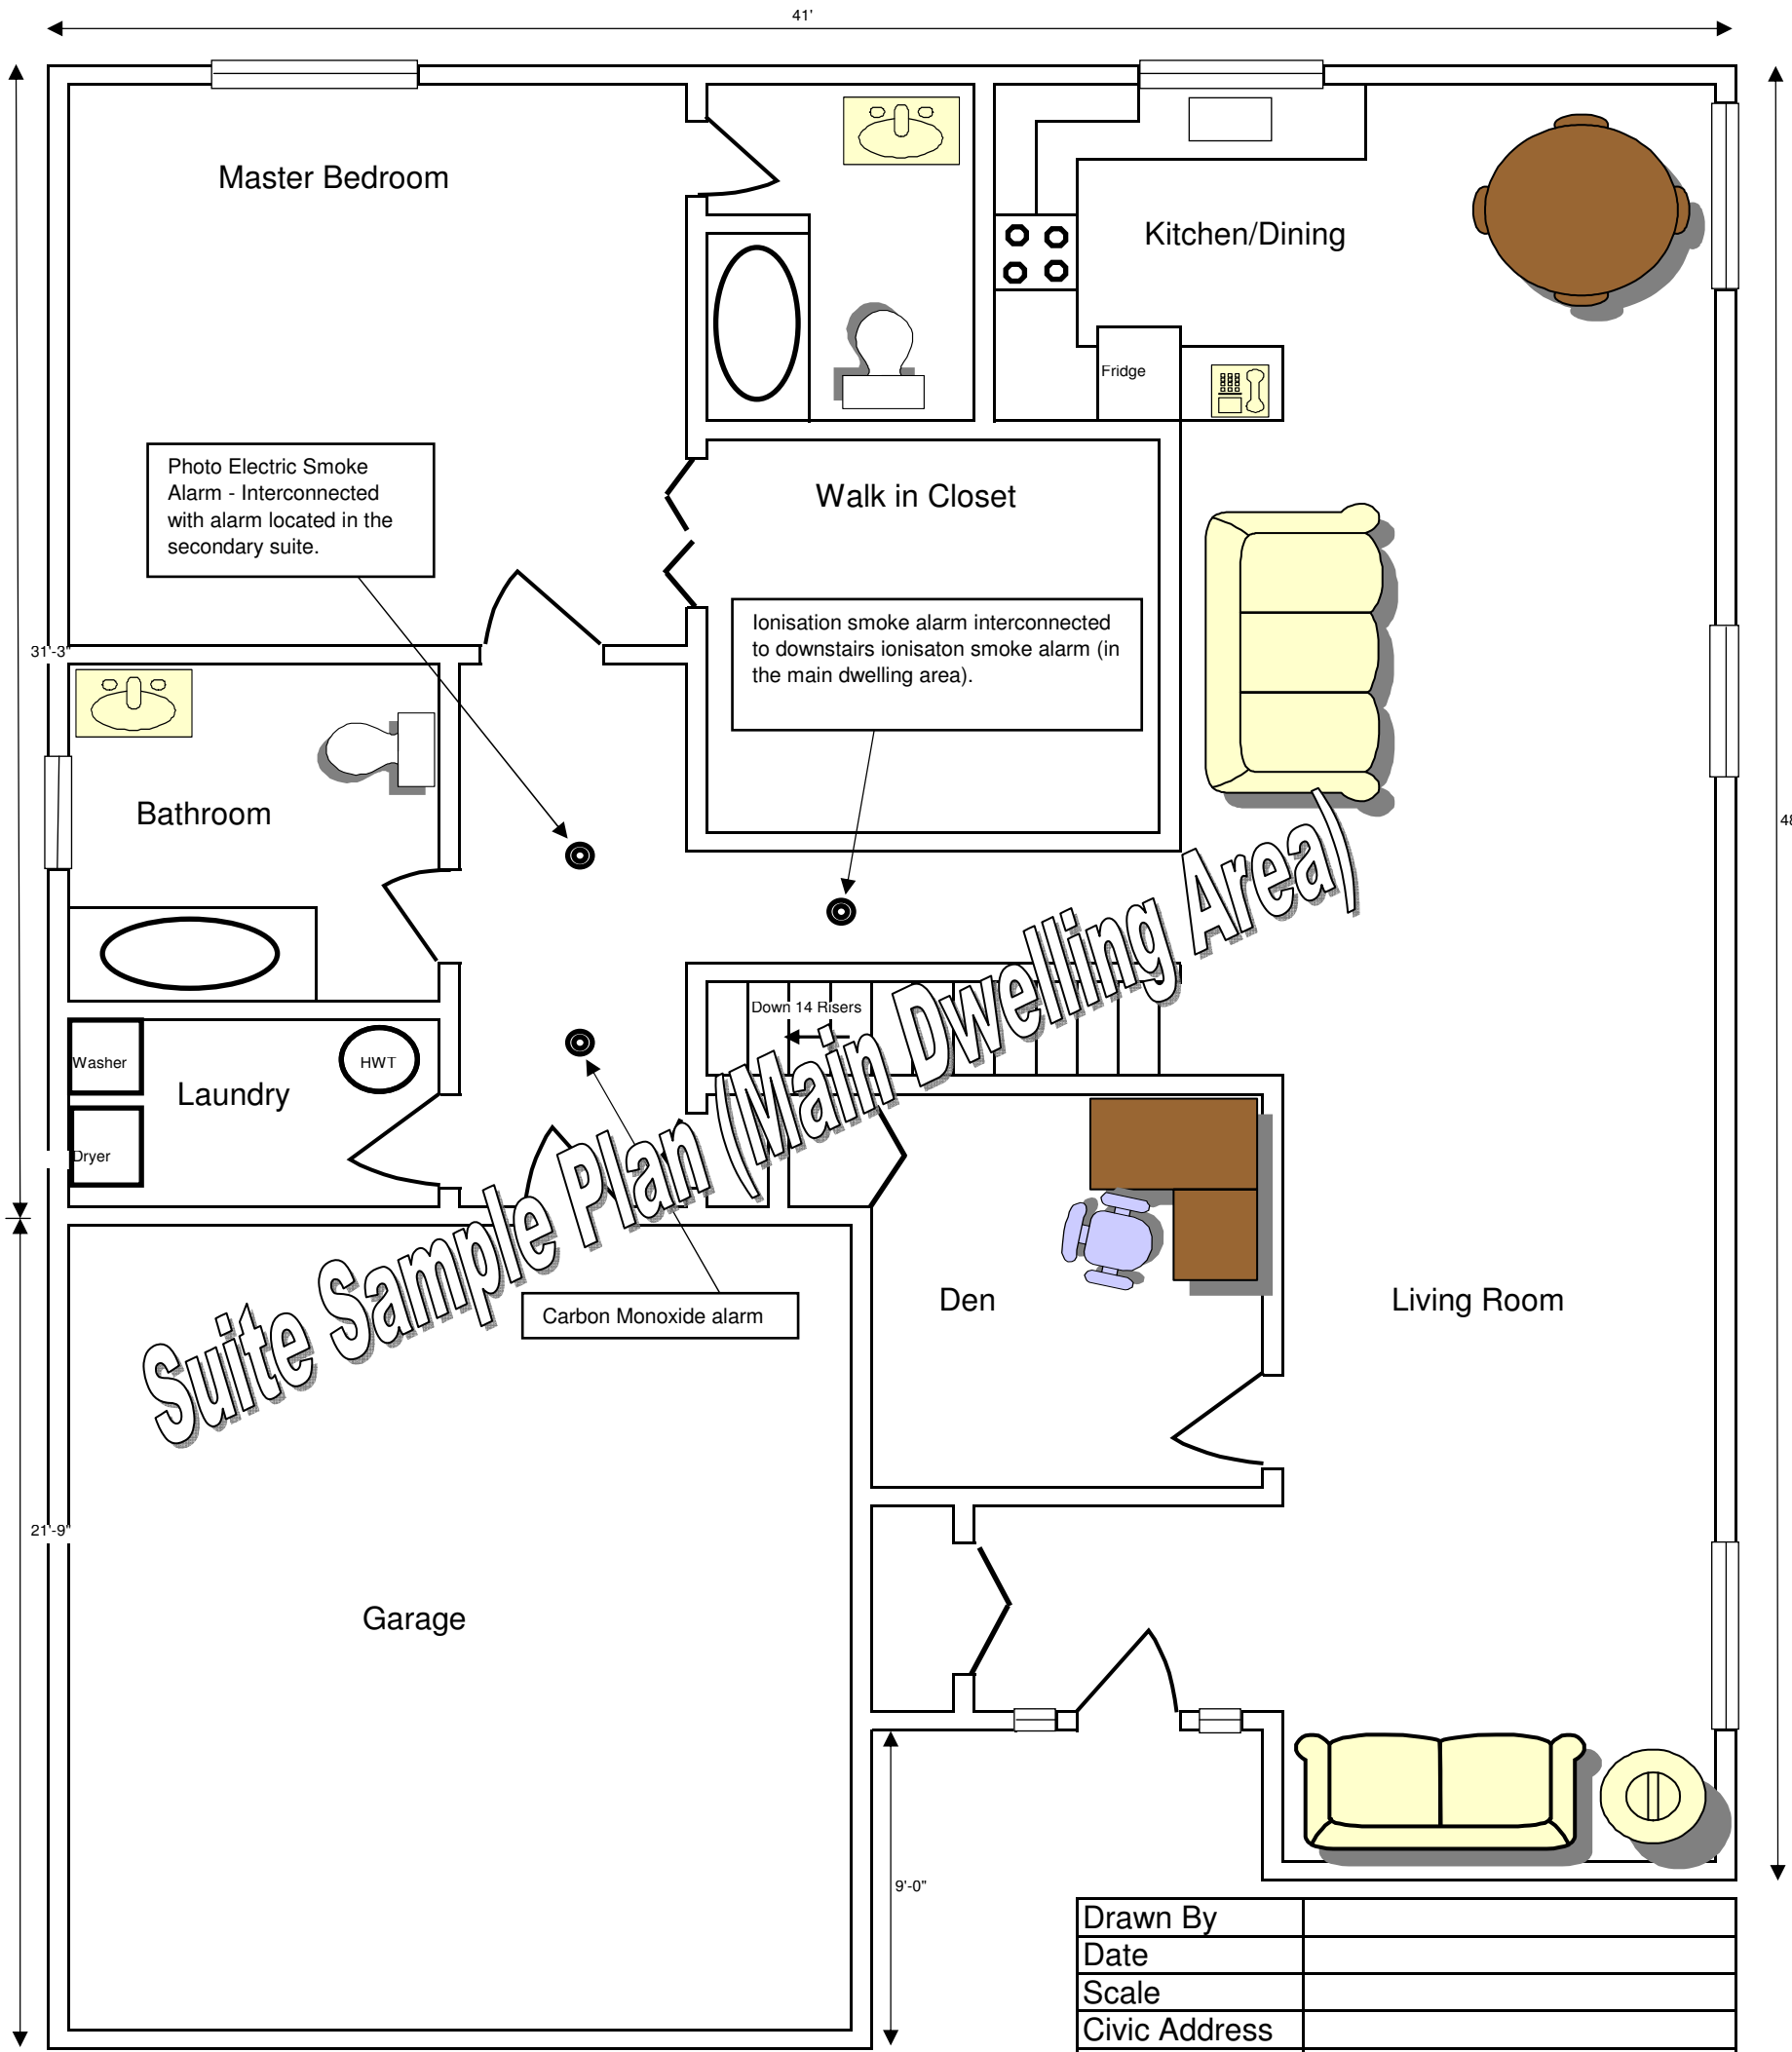 41'
Master Bedroom
Kitchen/Dining
Fridge
Photo Electric Smoke
Alarm - Interconnected
with alarm located in the
secondary suite.
Walk in Closet
Ionisation smoke alarm interconnected
to downstairs ionisaton smoke alarm (in
the main dwelling area).
31'-3"
Bathroom
48
Down 14 Risers
Washer
HWT
Laundry
Dryer
Suite Sample Plan (Main Dwelling Area)
Den
Living Room
Carbon Monoxide alarm
21'-9"
Garage
9'-0"
Drawn By
Date
Scale
Civic Address